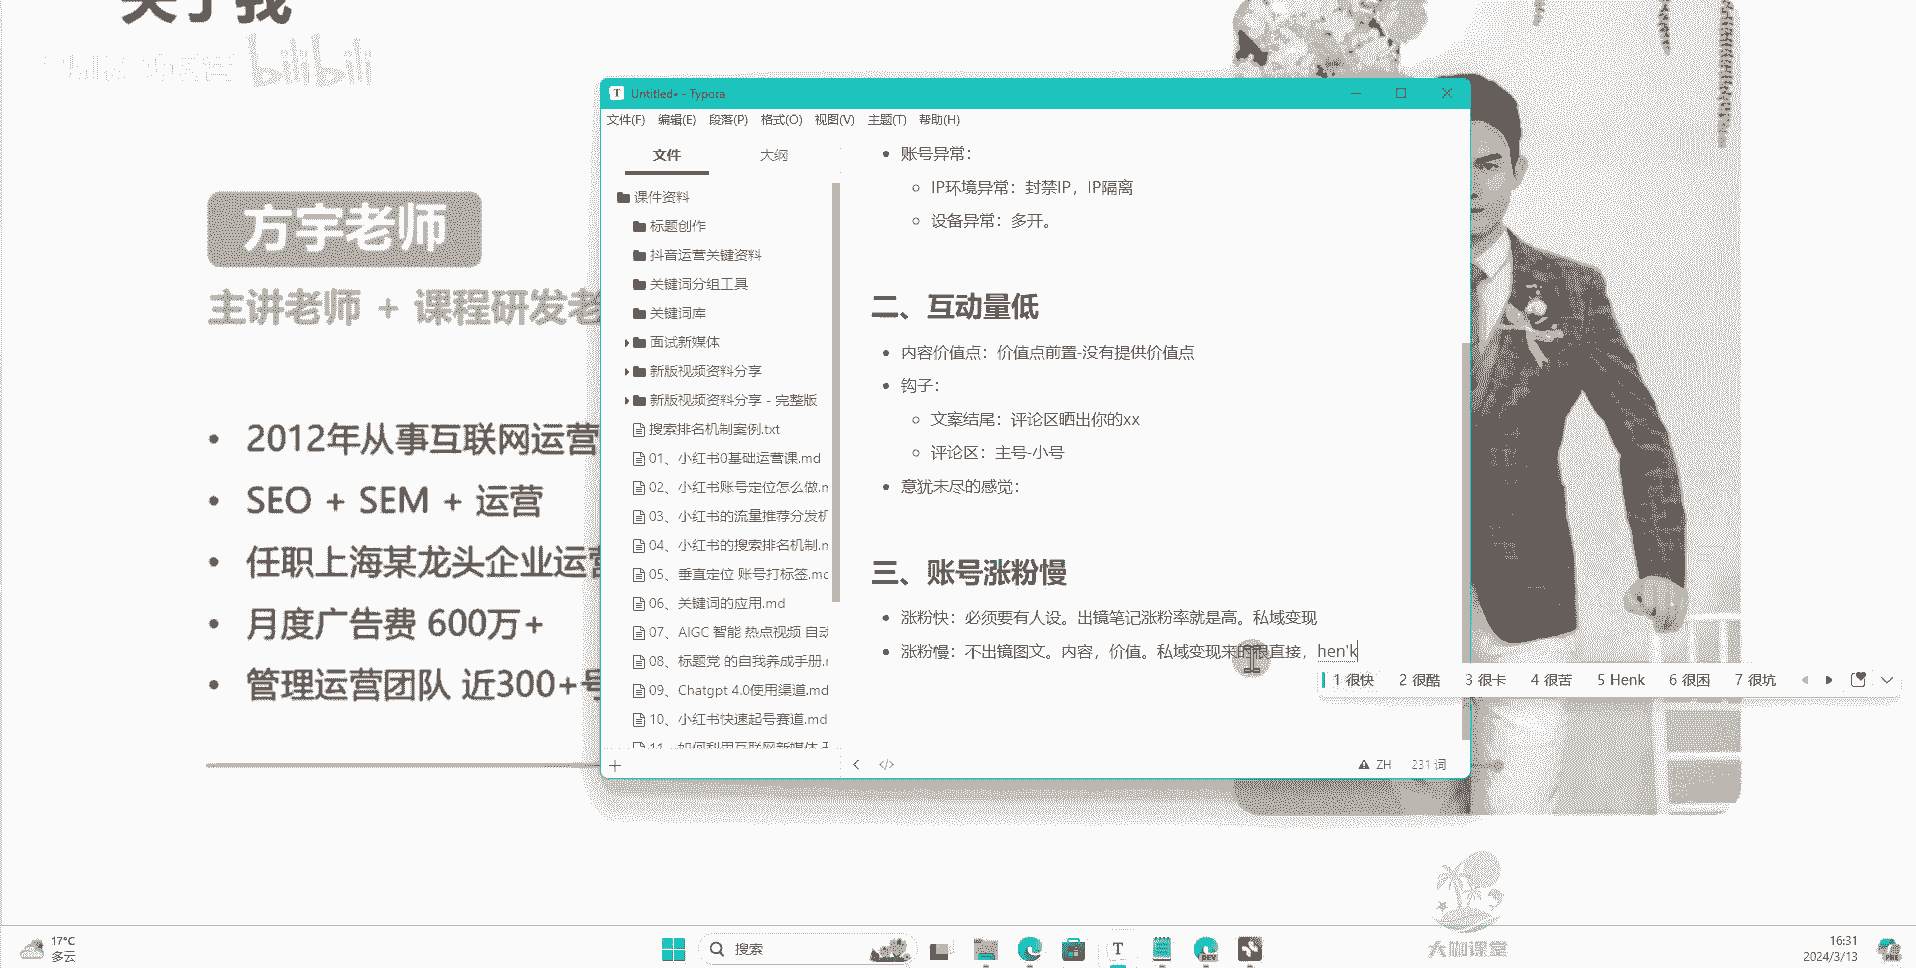 关于我
bilibili
方宇老师
主讲老师 + 课程研发老
2012年从事互联网运营
SEO + SEM + 运营
任职上海某龙头企业运营
月度广告费 600万+
管理运营团队 近300+号
Untitled• - Typora
文件(F) 编辑(E) 段落(P) 格式(O) 视图(V) 主题(T) 帮助(H)
文件 大纲
课件资料
标题创作
抖音运营关键资料
关键词分组工具
关键词库
面试新媒体
新版视频资料分享
新版视频资料分享 - 完整版
搜索排名机制案例.txt
01、小红书0基础运营课.md
02、小红书账号定位怎么做.m
03、小红书的流量推荐分发机
04、小红书的搜索排名机制.m
05、垂直定位 账号打标签.md
06、关键词的应用.md
07、AIGC 智能 热点视频 自动
08、标题党 的自我养成手册.r
09、Chatgpt 4.0使用渠道.md
10、小红书快速起号赛道.md
11、如何利用互联网新媒体
账号异常：
IP环境异常：封禁IP，IP隔离
设备异常：多开。
二、互动量低
内容价值点：价值点前置-没有提供价值点
钩子：
文案结尾：评论区晒出你的xx
评论区：主号-小号
意犹未尽的感觉：
三、账号涨粉慢
涨粉快：必须要有人设。出镜笔记涨粉率就是高。私域变现
涨粉慢：不出镜图文。内容，价值。私域变现来的很直接，hen'k
1 很快 2 很酷 3 很卡 4 很苦 5 Henk 6 很困 7 很坑
ZH 231 词
大咖课堂
17°C
多云
搜索
16:31
2024/3/13